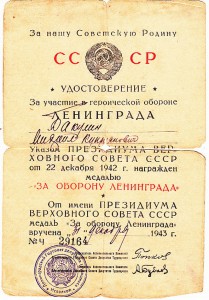 За нашу Советскую Родину
СССР
УДОСТОВЕРЕНИЕ
За участие в героической обороне
ЛЕНИНГРАДА
Указом ПРЕЗИДИУМА ВЕР-
ХОВНОГО СОВЕТА СССР
от 22 декабря 1942 г. награжден
медалью
«ЗА ОБОРОНУ ЛЕНИНГРАДА»
От имени ПРЕЗИДИУМА
ВЕРХОВНОГО СОВЕТА СССР
медаль «За Оборону Ленинграда»
вручена 1943 г.
№ Ч 29164